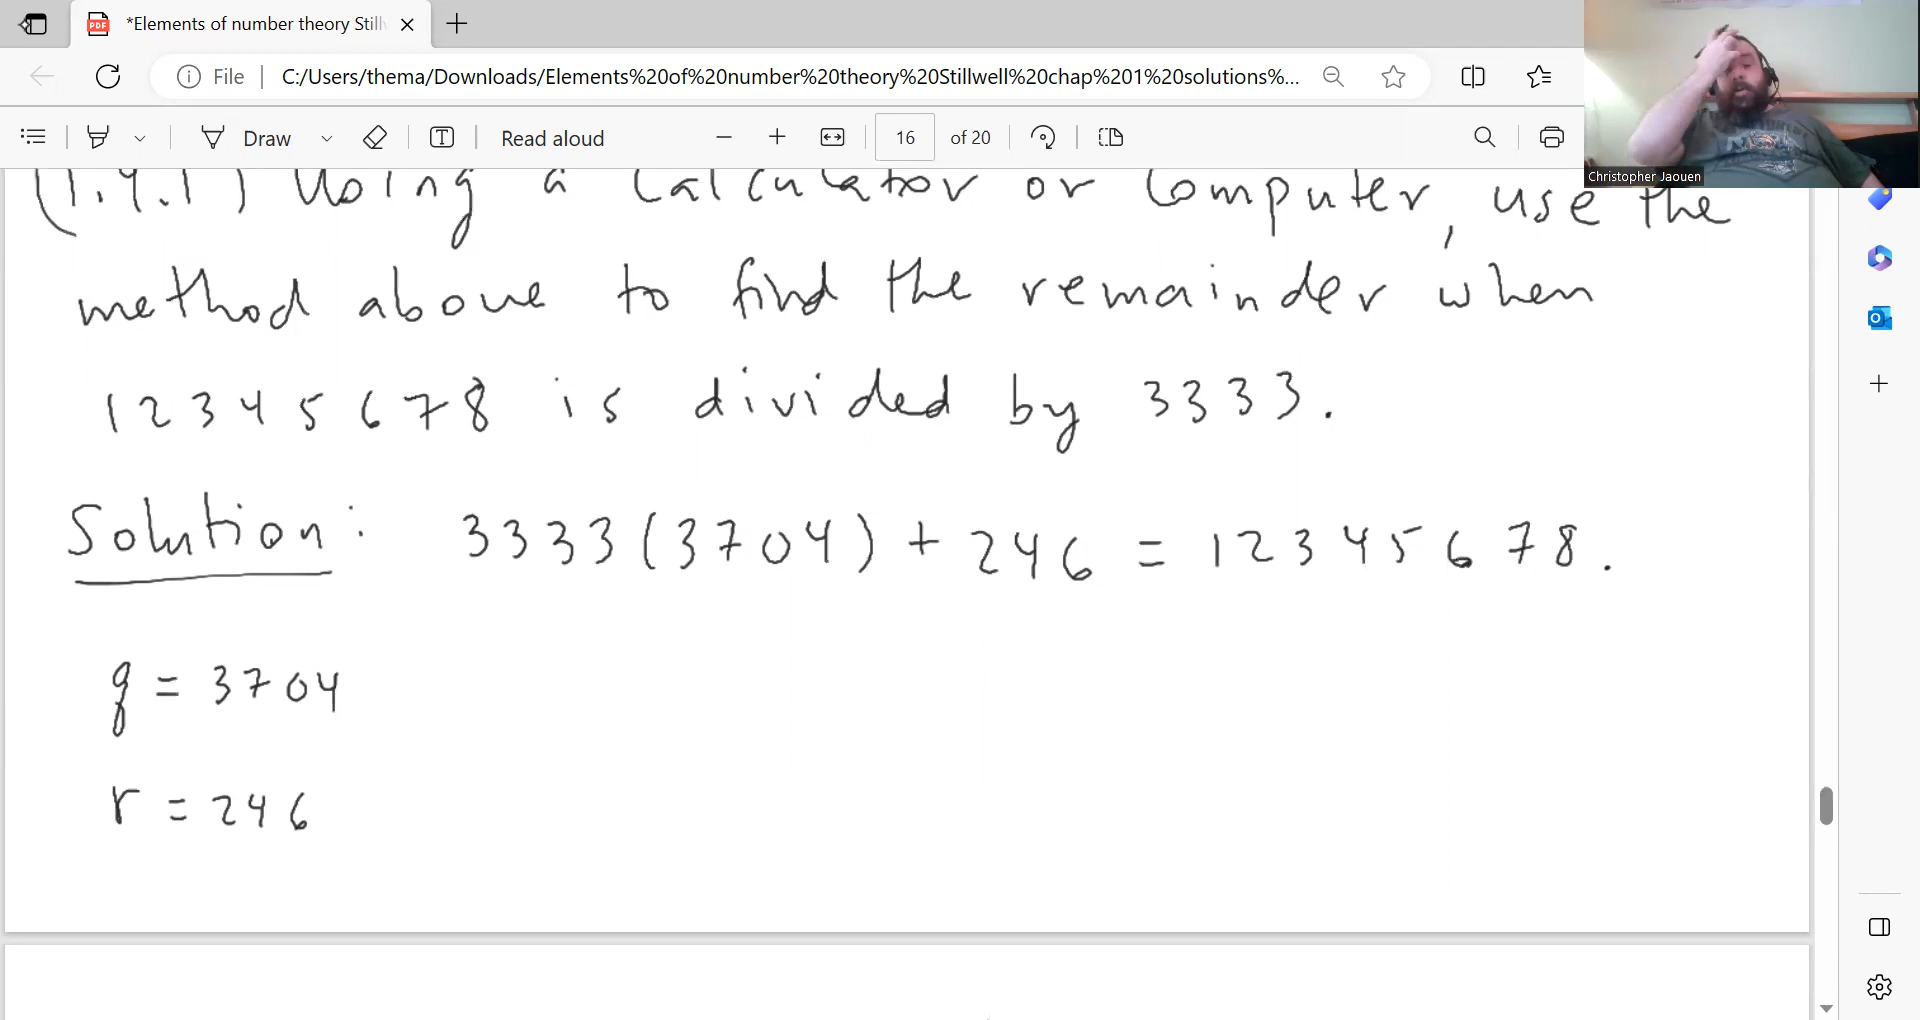 *Elements of number theory Still
File
C:/Users/thema/Downloads/Elements%20of%20number%20theory%20Stillwell%20chap%201%20solutions%...
Draw
Read aloud
16
of 20
Christopher Jaouen
(1.4.1) Using a calculator or computer, use the
method above to find the remainder when
12345678 is divided by 3333.
Solution: 3333(3704) + 246 = 12345678.
q = 3704
r = 246